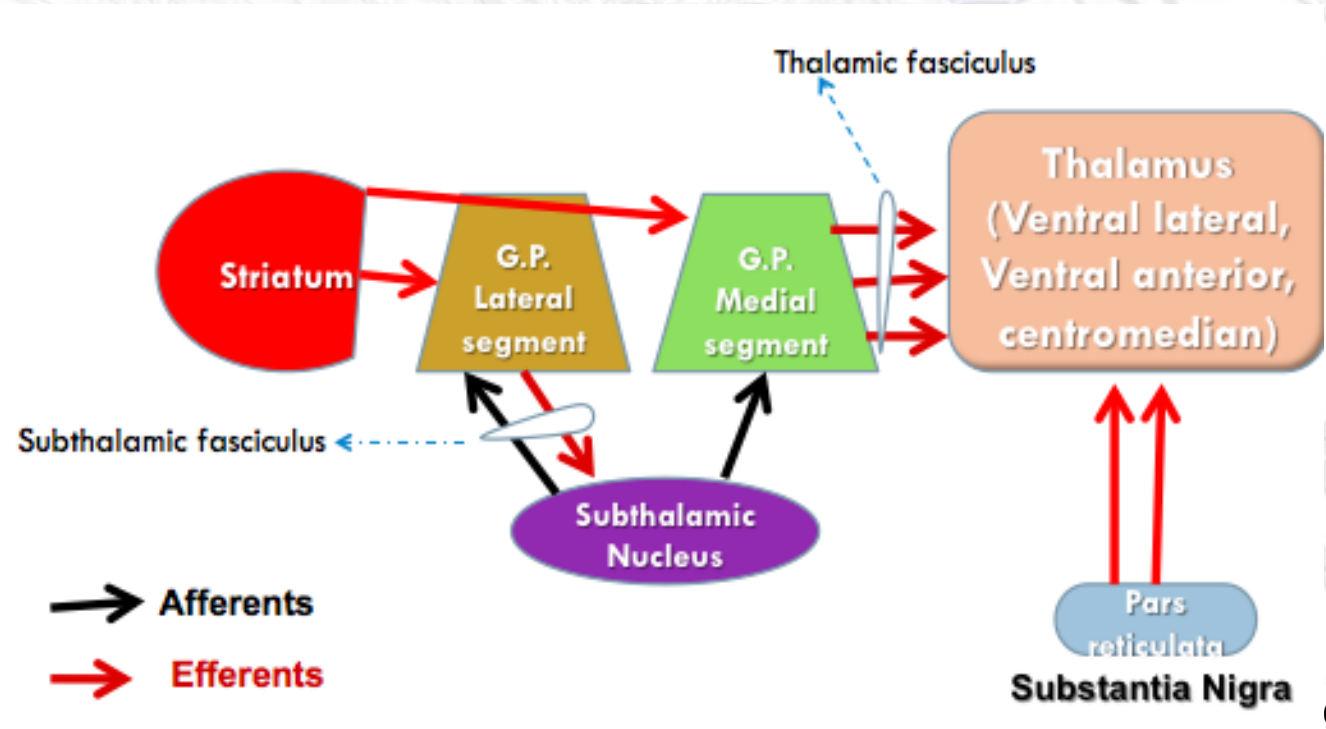 Thalamic fasciculus
Thalamus
(Ventral lateral,
Ventral anterior,
centromedian)
Striatum
G.P.
Lateral
segment
G.P.
Medial
segment
Subthalamic fasciculus
Subthalamic
Nucleus
Afferents
Efferents
Pars
reticulata
Substantia Nigra